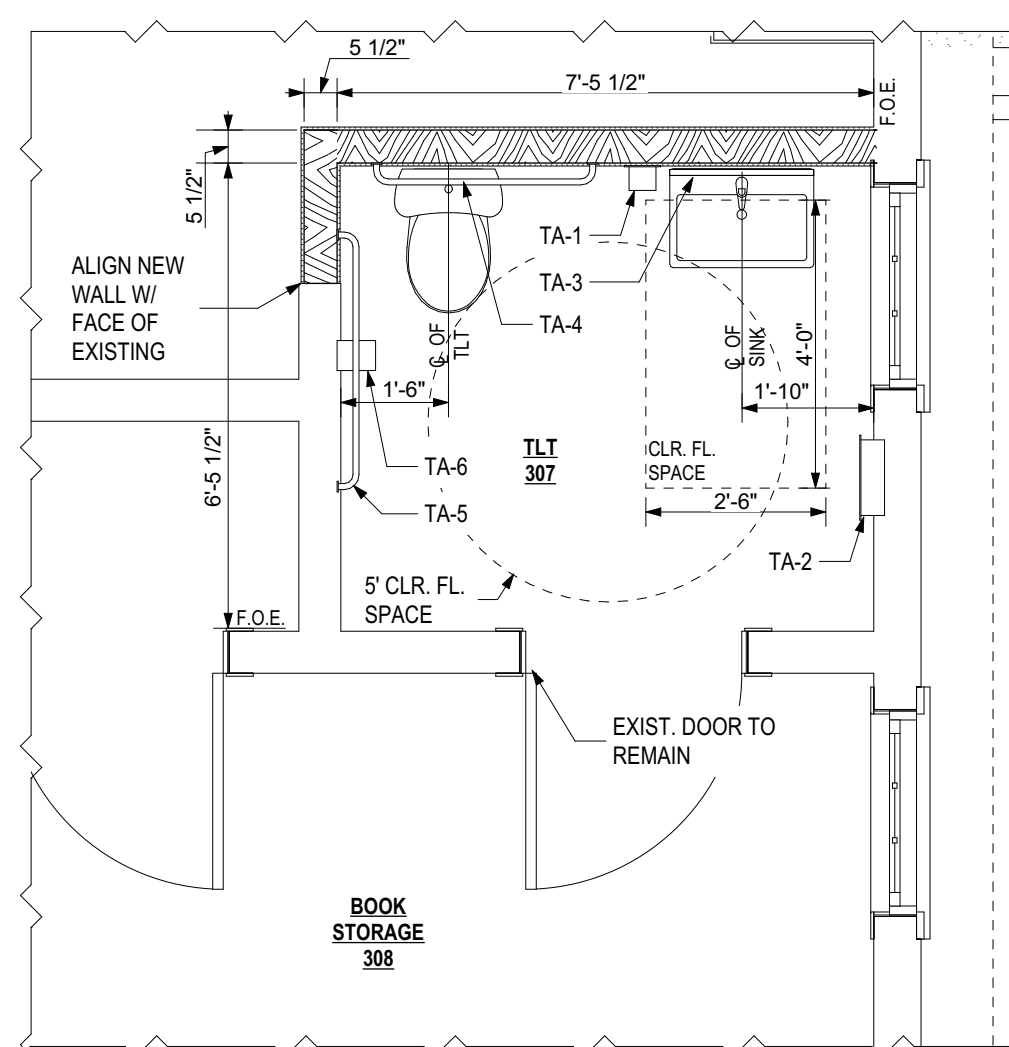 5 1/2"
7'-5 1/2"
F.O.E.
5 1/2"
ALIGN NEW
WALL W/
FACE OF
EXISTING
TA-1
TA-3
TA-4
℄ OF
TLT
℄ OF
SINK
4'-0"
1'-6"
1'-10"
TLT
307
CLR. FL.
SPACE
6'-5 1/2"
TA-6
TA-5
2'-6"
TA-2
5' CLR. FL.
SPACE
F.O.E.
EXIST. DOOR TO
REMAIN
BOOK
STORAGE
308